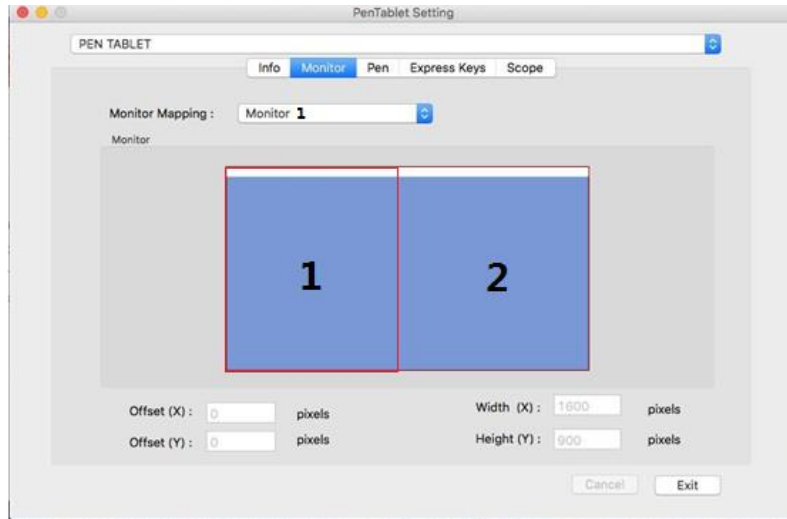 PenTablet Setting
PEN TABLET
Info Monitor Pen Express Keys Scope
Monitor Mapping : Monitor 1
Monitor
1 2
Offset (X) : 0 pixels Width (X) : 1600 pixels
Offset (Y) : 0 pixels Height (Y) : 900 pixels
Cancel Exit